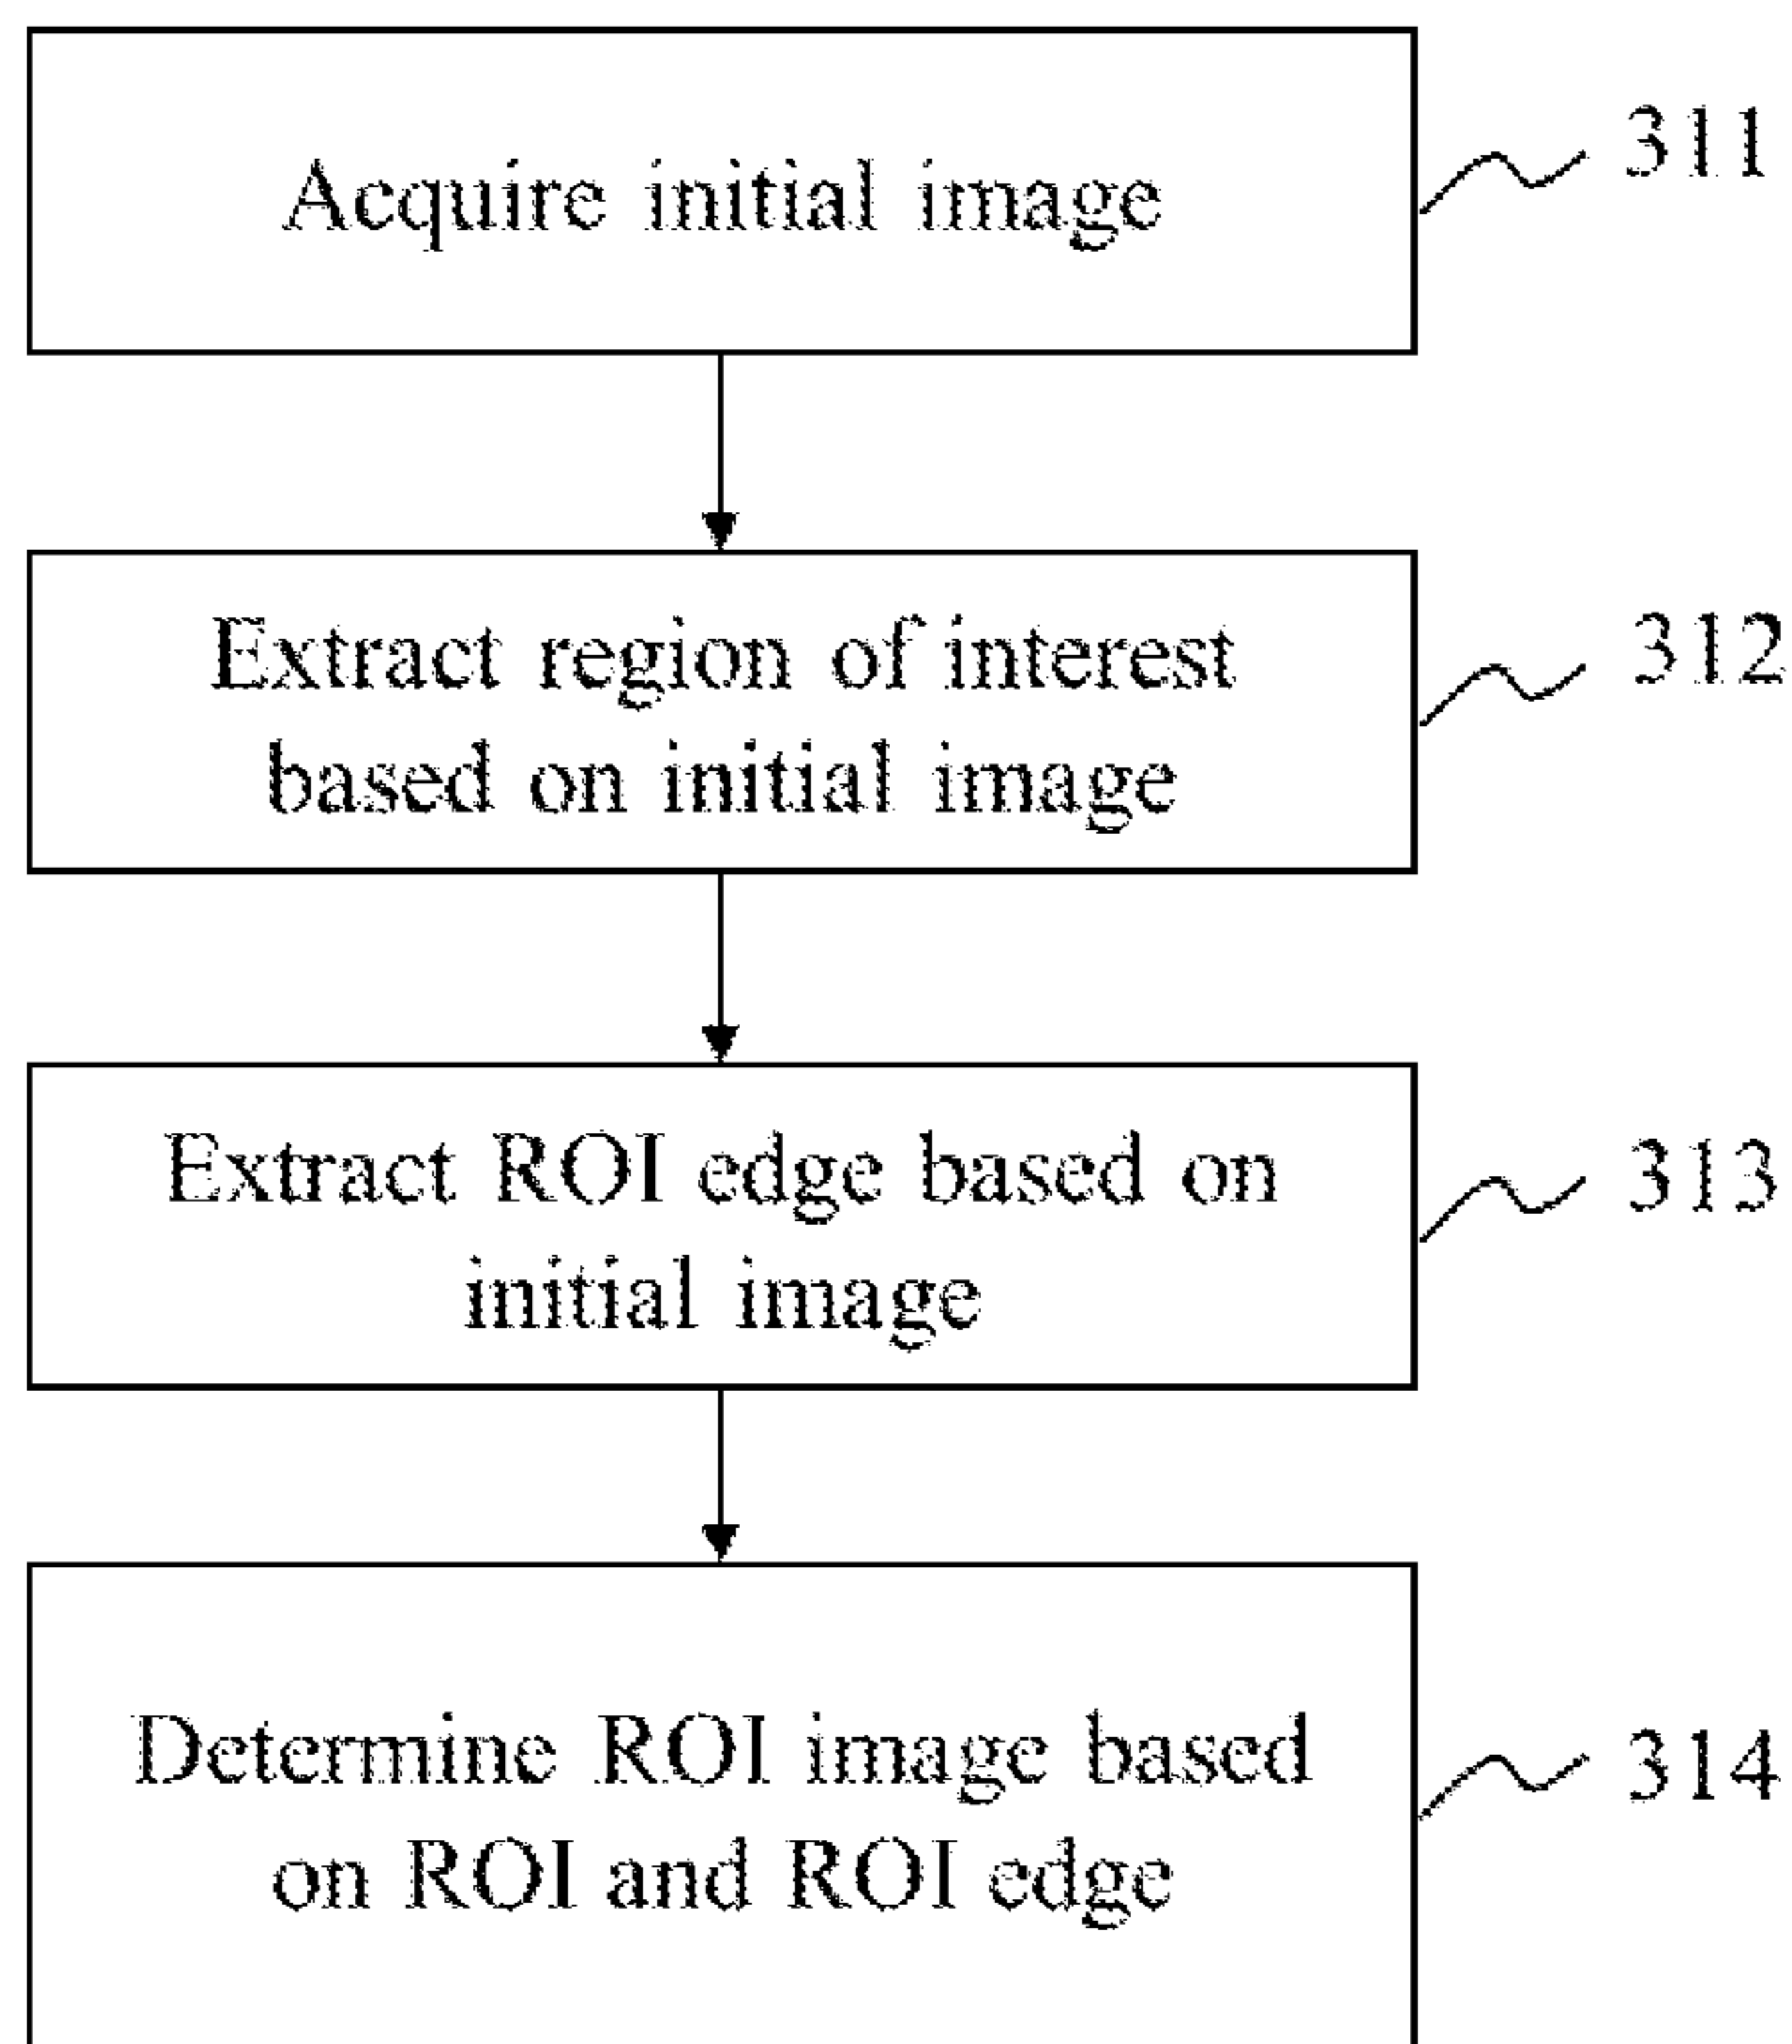 Acquire initial image
311
Extract region of interest
based on initial image
312
Extract ROI edge based on
initial image
313
Determine ROI image based
on ROI and ROI edge
314